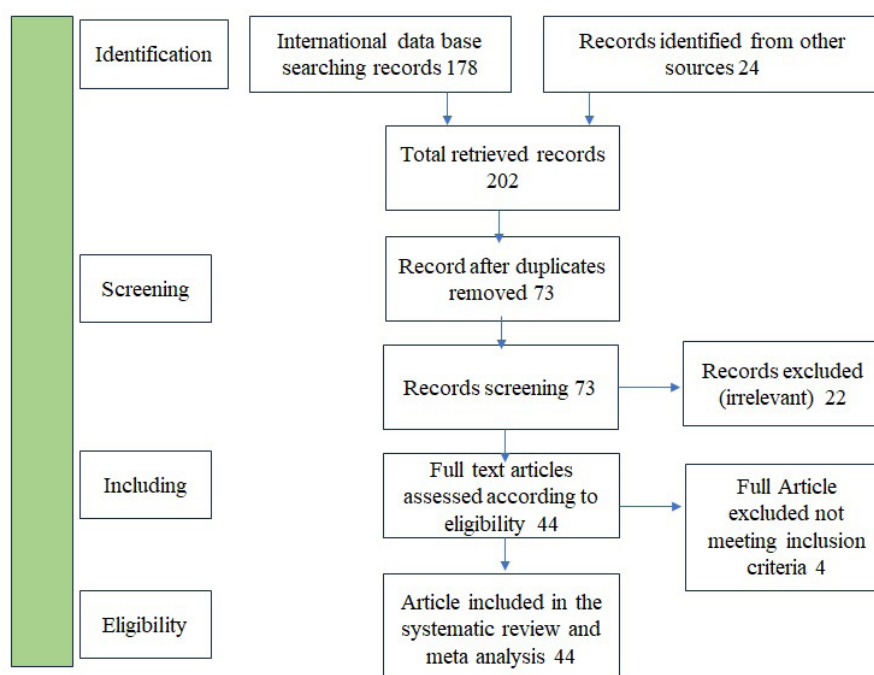 Identification
International data base
searching records 178
Records identified from other
sources 24
Total retrieved records
202
Screening
Record after duplicates
removed 73
Records screening 73
Records excluded
(irrelevant) 22
Including
Full text articles
assessed according to
eligibility 44
Full Article
excluded not
meeting inclusion
criteria 4
Eligibility
Article included in the
systematic review and
meta analysis 44